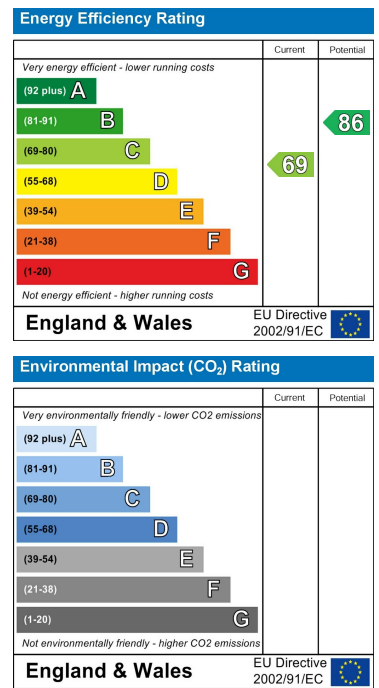 Energy Efficiency Rating
Current Potential
Very energy efficient - lower running costs
(92 plus) A
(81-91) B
86
(69-80) C
69
(55-68) D
(39-54) E
(21-38) F
(1-20) G
Not energy efficient - higher running costs
England & Wales
EU Directive
2002/91/EC
Environmental Impact (CO₂) Rating
Current Potential
Very environmentally friendly - lower CO2 emissions
(92 plus) A
(81-91) B
(69-80) C
(55-68) D
(39-54) E
(21-38) F
(1-20) G
Not environmentally friendly - higher CO2 emissions
England & Wales
EU Directive
2002/91/EC